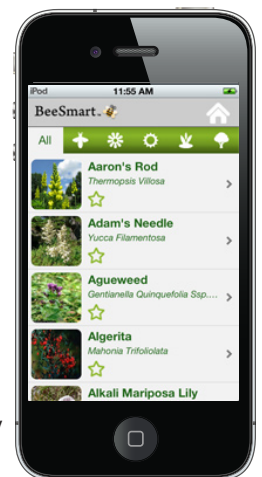 iPod 11:55 AM
BeeSmart
All
Aaron's Rod
Thermopsis Villosa
Adam's Needle
Yucca Filamentosa
Agueweed
Gentianella Quinquefolia Ssp....
Algerita
Mahonia Trifoliolata
Alkali Mariposa Lily